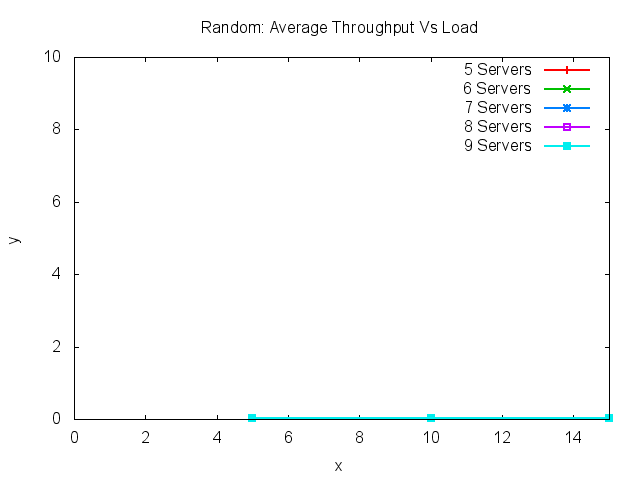 Random: Average Throughput Vs Load
10
8
6
4
2
0
y
5 Servers
6 Servers
7 Servers
8 Servers
9 Servers
0 2 4 6 8 10 12 14
x